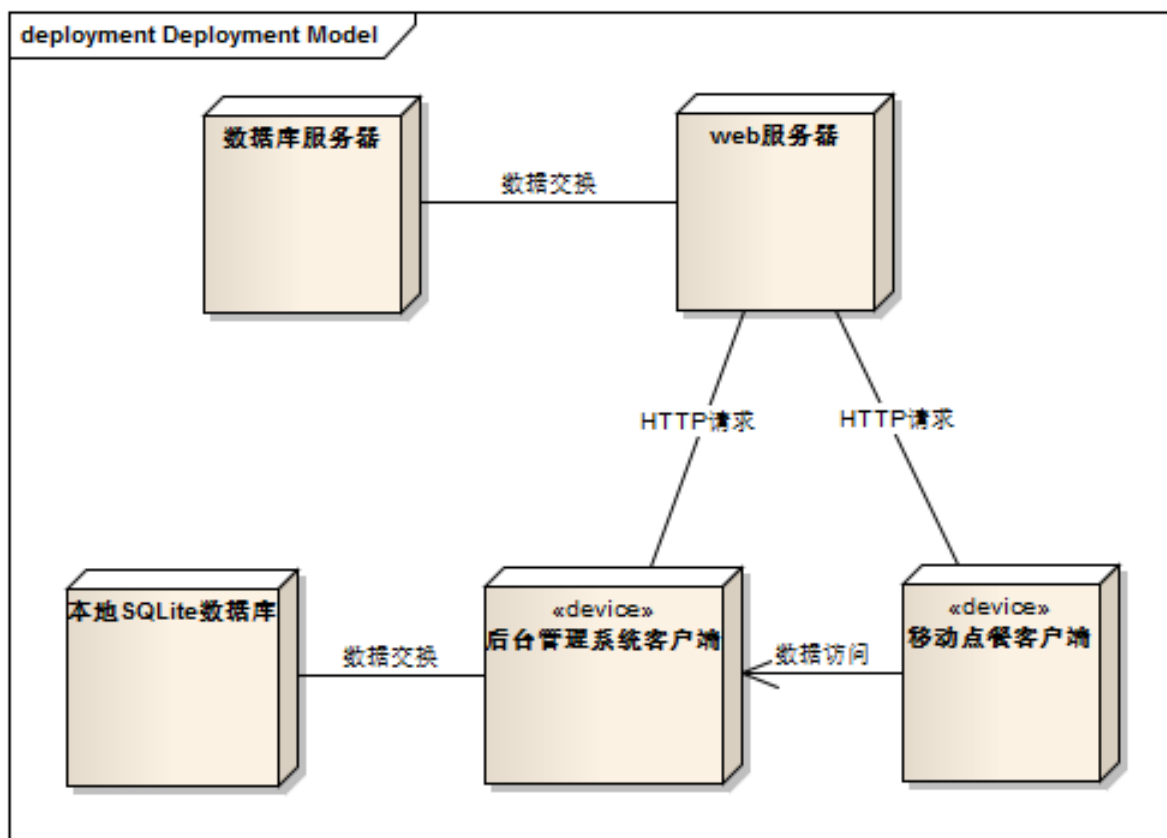 deployment Deployment Model
数据库服务器
web服务器
数据交换
HTTP请求
HTTP请求
本地SQLite数据库
«device»
后台管理系统客户端
«device»
移动点餐客户端
数据交换
数据访问